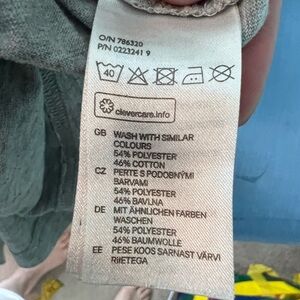 O/N 786320
P/N 0223241 9
40
clevercare.info
GB WASH WITH SIMILAR
COLOURS
54% POLYESTER
46% COTTON
CZ PERTE S PODOBNÝMI
BARVAMI
54% POLYESTER
46% BAVLNA
DE MIT ÄHNLICHEN FARBEN
WASCHEN
54% POLYESTER
46% BAUMWOLLE
EE PESE KOOS SARNAST VÄRVI
RIIETEGA